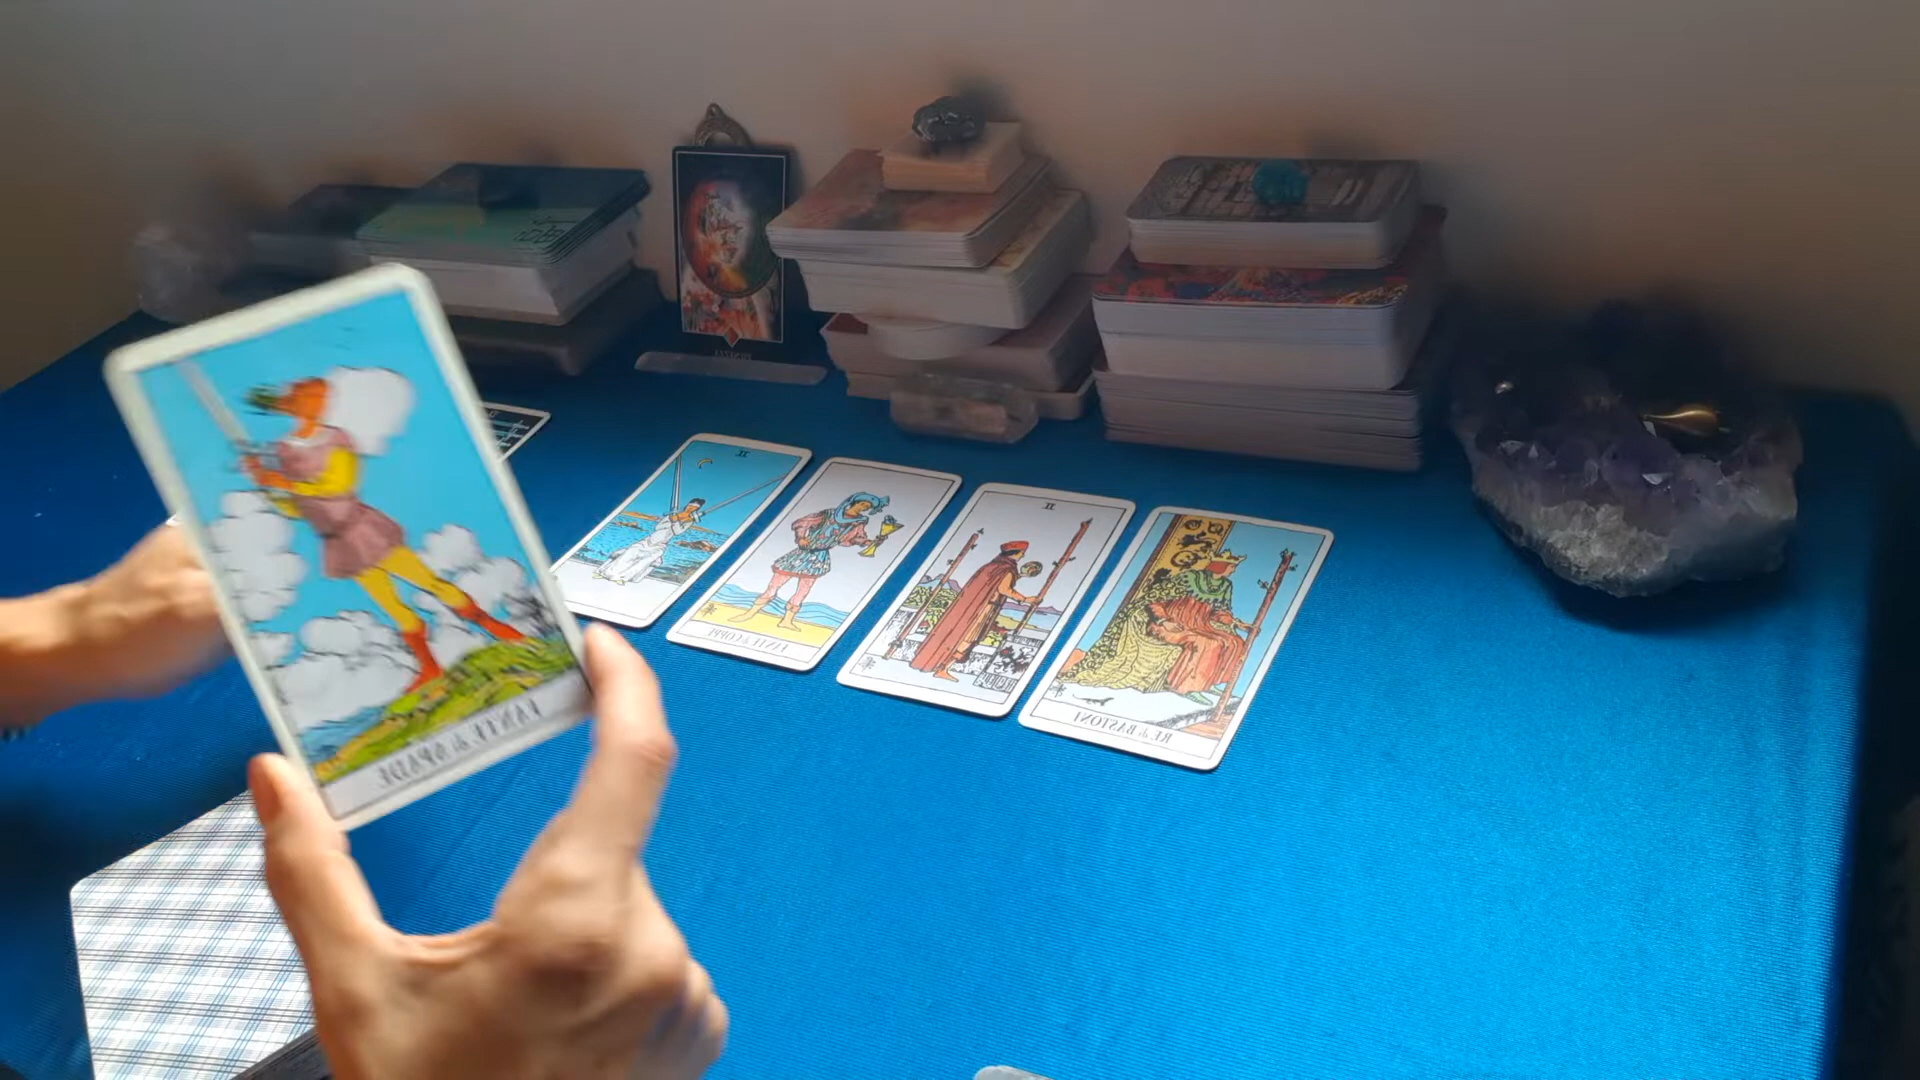 FANTE di SPADE
II
FANTE di COPPE
II
RE di BASTONI